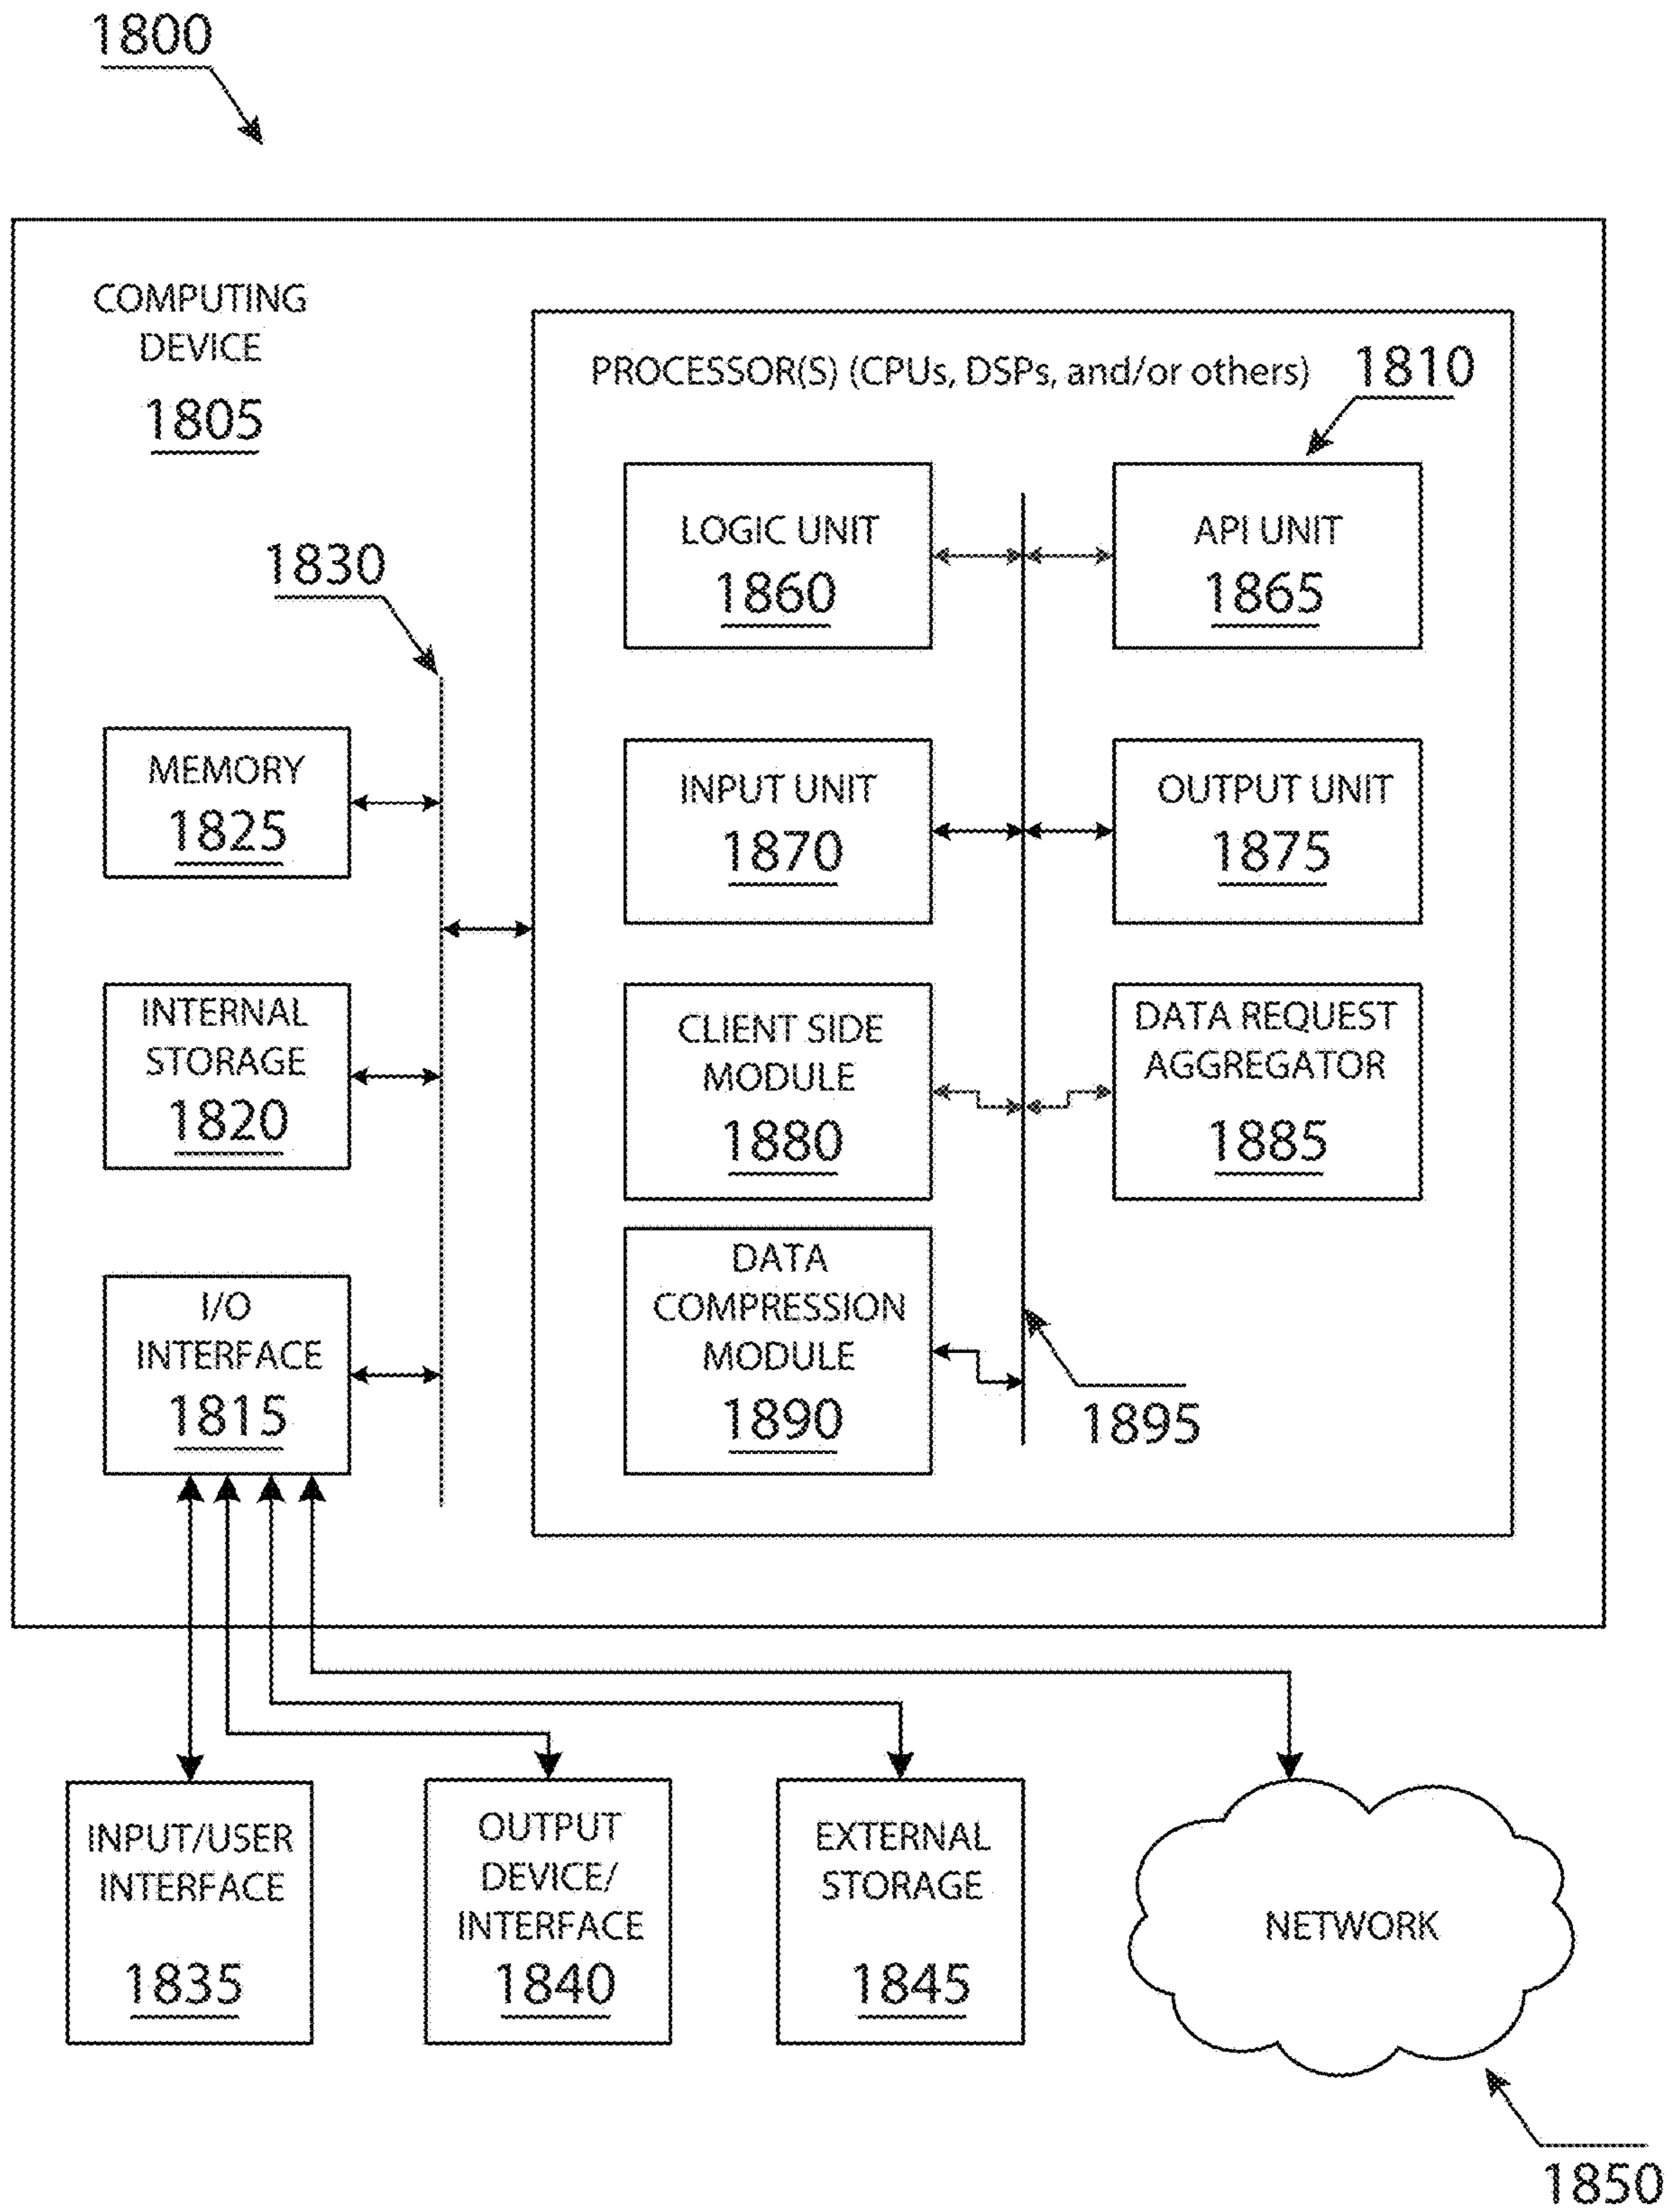 1800
COMPUTING
DEVICE
1805
PROCESSOR(S) (CPUs, DSPs, and/or others)
1810
LOGIC UNIT
1860
API UNIT
1865
1830
MEMORY
1825
INPUT UNIT
1870
OUTPUT UNIT
1875
INTERNAL
STORAGE
1820
CLIENT SIDE
MODULE
1880
DATA REQUEST
AGGREGATOR
1885
I/O
INTERFACE
1815
DATA
COMPRESSION
MODULE
1890
1895
INPUT/USER
INTERFACE
1835
OUTPUT
DEVICE/
INTERFACE
1840
EXTERNAL
STORAGE
1845
NETWORK
1850